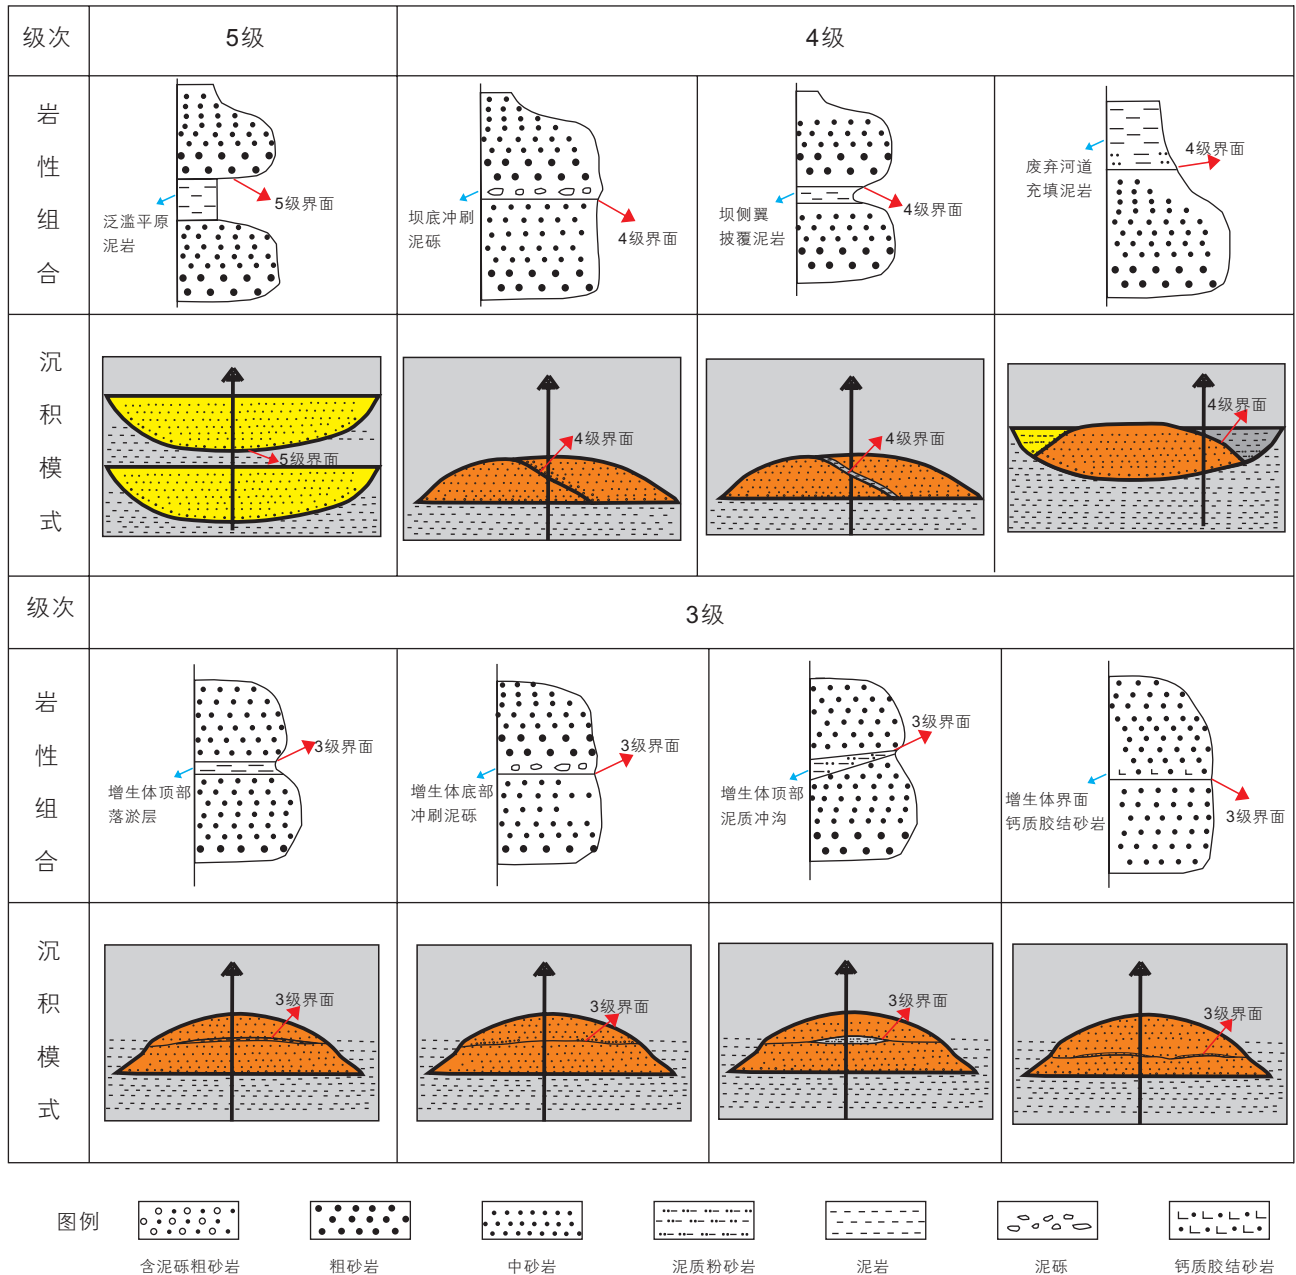 级次
5级
4级
岩性组合
泛滥平原
泥岩
5级界面
坝底冲刷
泥砾
4级界面
坝侧翼
披覆泥岩
4级界面
废弃河道
充填泥岩
4级界面
沉积模式
5级界面
4级界面
4级界面
4级界面
级次
3级
岩性组合
增生体顶部
落淤层
3级界面
增生体底部
冲刷泥砾
3级界面
增生体顶部
泥质冲沟
3级界面
增生体界面
钙质胶结砂岩
3级界面
沉积模式
3级界面
3级界面
3级界面
3级界面
图例
含泥砾粗砂岩
粗砂岩
中砂岩
泥质粉砂岩
泥岩
泥砾
钙质胶结砂岩